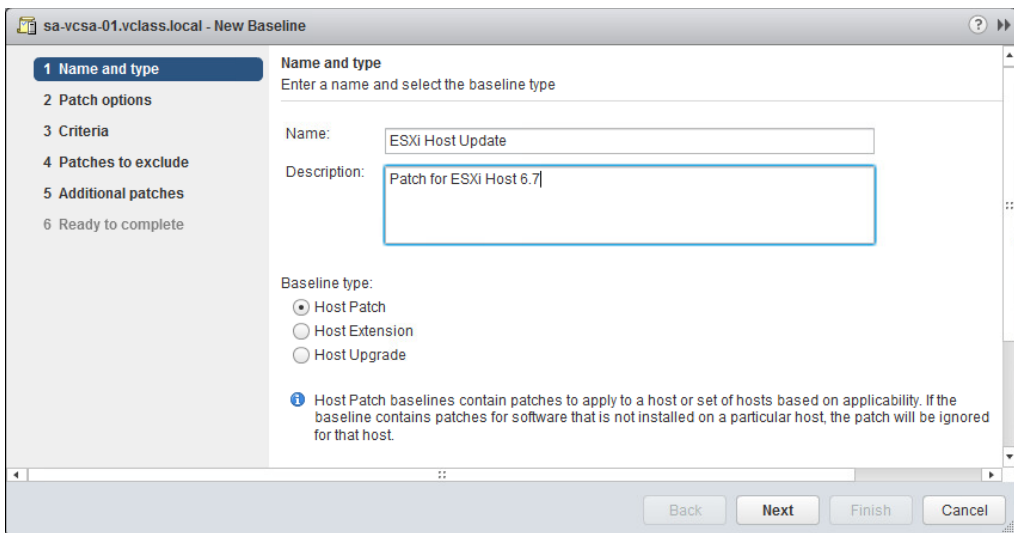 sa-vcsa-01.vclass.local - New Baseline
?
1 Name and type
2 Patch options
3 Criteria
4 Patches to exclude
5 Additional patches
6 Ready to complete
Name and type
Enter a name and select the baseline type
Name: ESXi Host Update
Description: Patch for ESXi Host 6.7
Baseline type:
Host Patch
Host Extension
Host Upgrade
Host Patch baselines contain patches to apply to a host or set of hosts based on applicability. If the
baseline contains patches for software that is not installed on a particular host, the patch will be ignored
for that host.
Back Next Finish Cancel